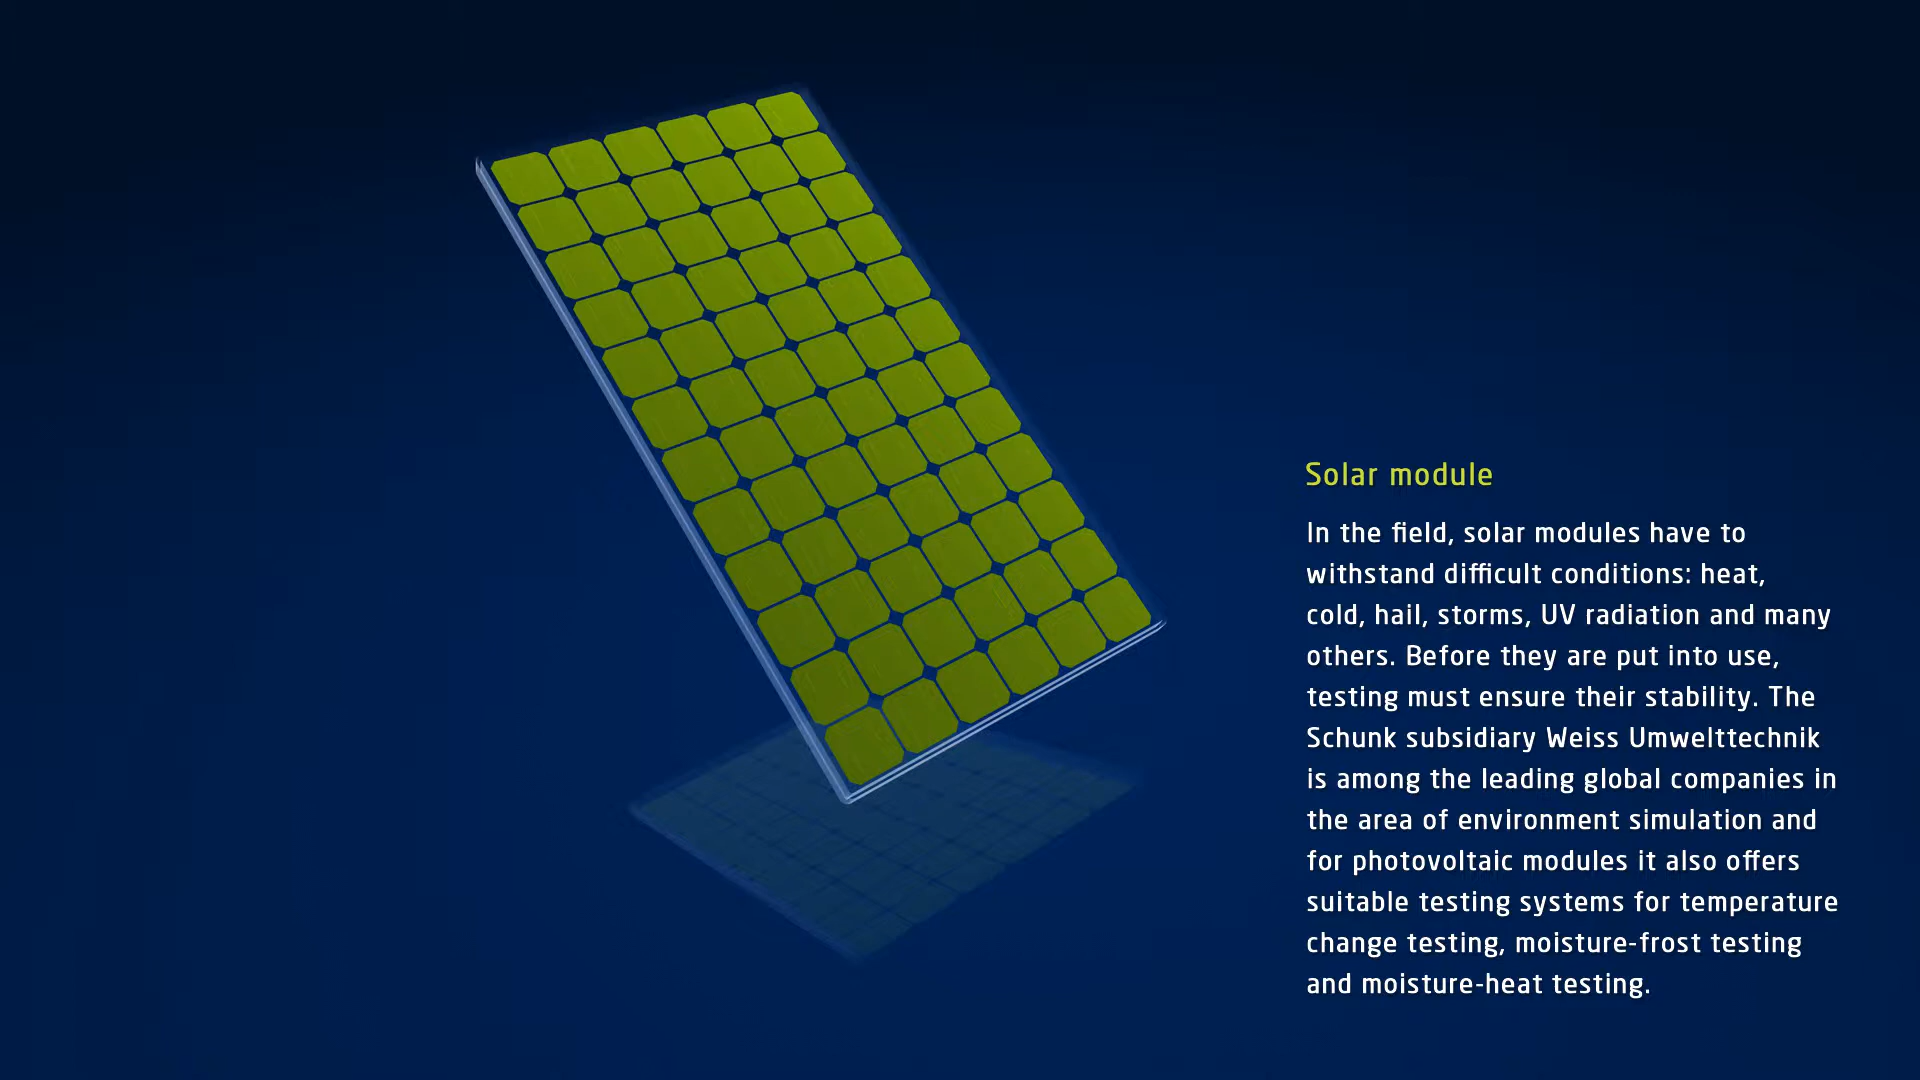 Solar module
In the field, solar modules have to
withstand difficult conditions: heat,
cold, hail, storms, UV radiation and many
others. Before they are put into use,
testing must ensure their stability. The
Schunk subsidiary Weiss Umwelttechnik
is among the leading global companies in
the area of environment simulation and
for photovoltaic modules it also offers
suitable testing systems for temperature
change testing, moisture-frost testing
and moisture-heat testing.